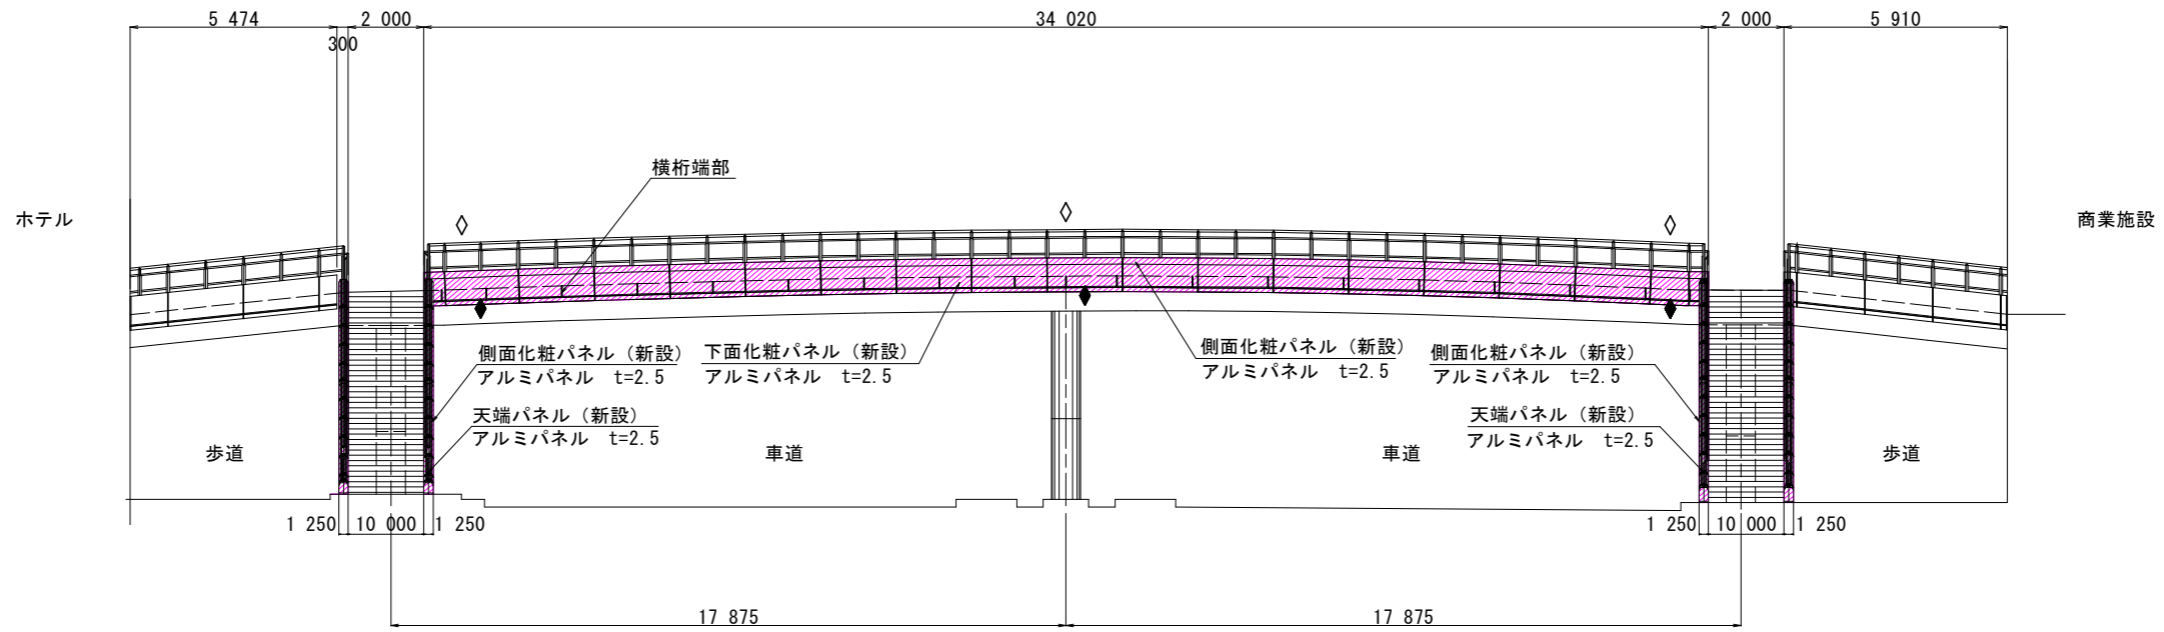 5 474
2 000
34 020
2 000
5 910
300
横桁端部
ホテル
商業施設
側面化粧パネル（新設）
アルミパネル t=2.5
下面化粧パネル（新設）
アルミパネル t=2.5
側面化粧パネル（新設）
アルミパネル t=2.5
側面化粧パネル（新設）
アルミパネル t=2.5
天端パネル（新設）
アルミパネル t=2.5
天端パネル（新設）
アルミパネル t=2.5
歩道
車道
車道
歩道
1 250
10 000
1 250
1 250
10 000
1 250
17 875
17 875